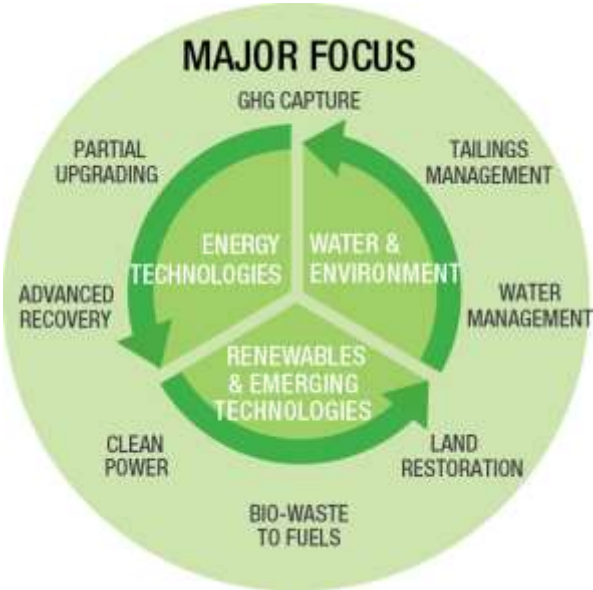 MAJOR FOCUS
GHG CAPTURE
PARTIAL
UPGRADING
TAILINGS
MANAGEMENT
ENERGY
TECHNOLOGIES
WATER &
ENVIRONMENT
ADVANCED
RECOVERY
WATER
MANAGEMENT
RENEWABLES
& EMERGING
TECHNOLOGIES
CLEAN
POWER
LAND
RESTORATION
BIO-WASTE
TO FUELS